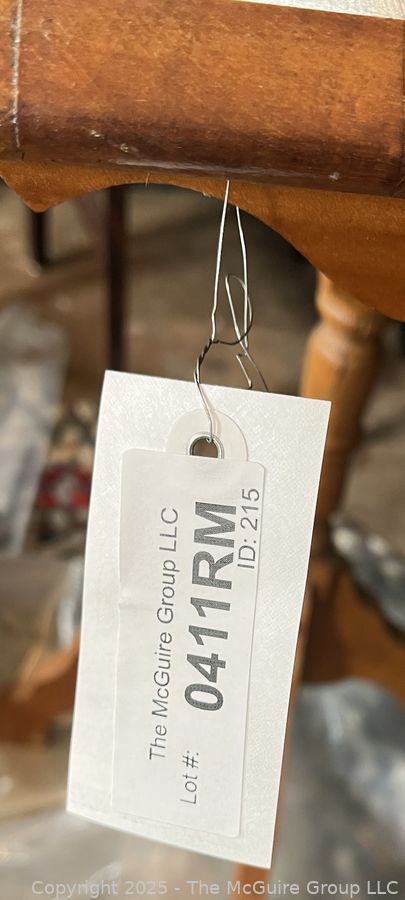 The McGuire Group LLC
Lot #: 0411RM
ID: 215
Copyright 2025 - The McGuire Group LLC